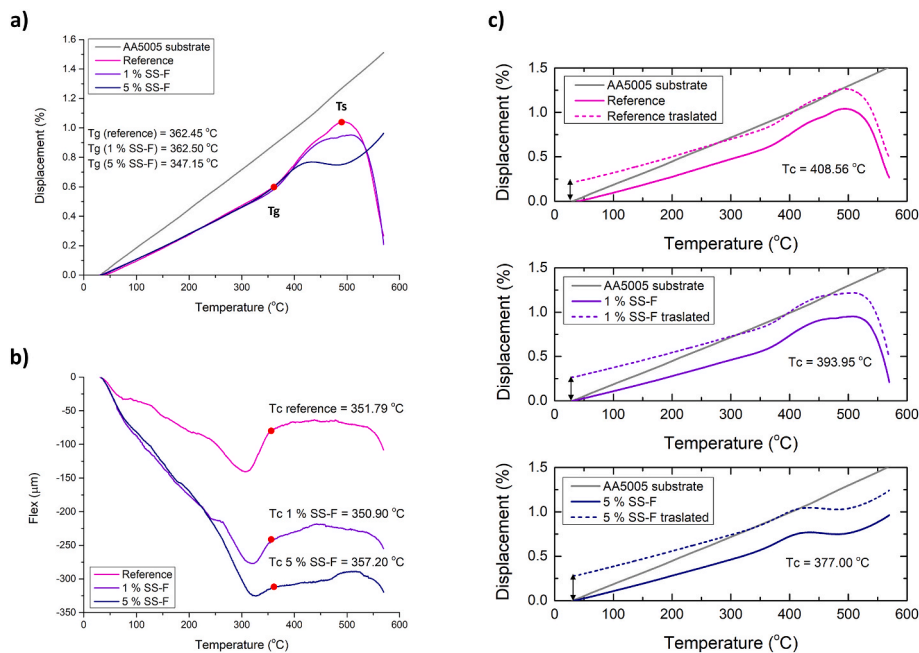 a)
AA5005 substrate
Reference
1 % SS-F
5 % SS-F
Tg (reference) = 362.45 °C
Tg (1 % SS-F) = 362.50 °C
Tg (5 % SS-F) = 347.15 °C
Ts
Tg
1.6
1.4
1.2
1.0
0.8
0.6
0.4
0.2
0.0
Displacement (%)
0 100 200 300 400 500 600
Temperature (°C)
b)
0
-50
-100
-150
-200
-250
-300
-350
Flex (μm)
Tc reference = 351.79 °C
Tc 1 % SS-F = 350.90 °C
Tc 5 % SS-F = 357.20 °C
Reference
1 % SS-F
5 % SS-F
0 100 200 300 400 500 600
Temperature (°C)
c)
1.5
1.0
0.5
0.0
Displacement (%)
AA5005 substrate
Reference
Reference traslated
Tc = 408.56 °C
0 100 200 300 400 500 600
Temperature (°C)
1.5
1.0
0.5
0.0
Displacement (%)
AA5005 substrate
1 % SS-F
1 % SS-F traslated
Tc = 393.95 °C
0 100 200 300 400 500 600
Temperature (°C)
1.5
1.0
0.5
0.0
Displacement (%)
AA5005 substrate
5 % SS-F
5 % SS-F traslated
Tc = 377.00 °C
0 100 200 300 400 500 600
Temperature (°C)